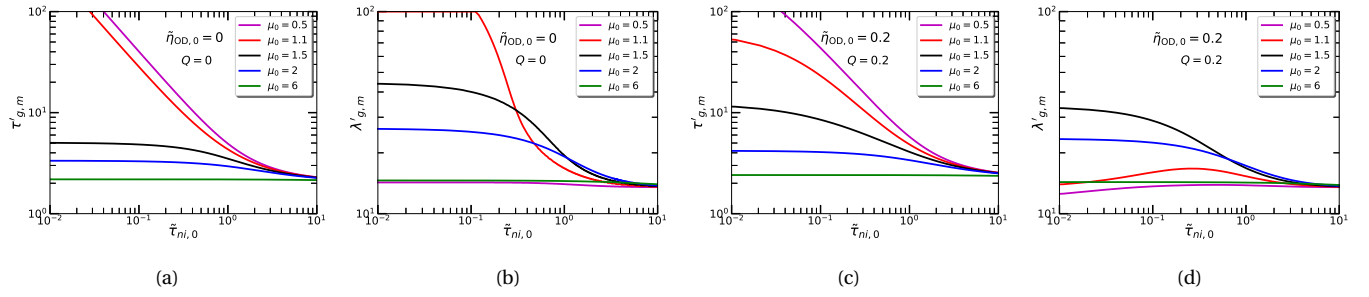 10²
10¹
10⁰
τ'g, m
η̃OD, 0 = 0
Q = 0
μ₀ = 0.5
μ₀ = 1.1
μ₀ = 1.5
μ₀ = 2
μ₀ = 6
10⁻² 10⁻¹ 10⁰ 10¹
τ̃ni, 0
(a)
10²
10¹
λ'g, m
η̃OD, 0 = 0
Q = 0
μ₀ = 0.5
μ₀ = 1.1
μ₀ = 1.5
μ₀ = 2
μ₀ = 6
10⁻² 10⁻¹ 10⁰ 10¹
τ̃ni, 0
(b)
10²
10¹
10⁰
τ'g, m
η̃OD, 0 = 0.2
Q = 0.2
μ₀ = 0.5
μ₀ = 1.1
μ₀ = 1.5
μ₀ = 2
μ₀ = 6
10⁻² 10⁻¹ 10⁰ 10¹
τ̃ni, 0
(c)
10²
10¹
λ'g, m
η̃OD, 0 = 0.2
Q = 0.2
μ₀ = 0.5
μ₀ = 1.1
μ₀ = 1.5
μ₀ = 2
μ₀ = 6
10⁻² 10⁻¹ 10⁰ 10¹
τ̃ni, 0
(d)